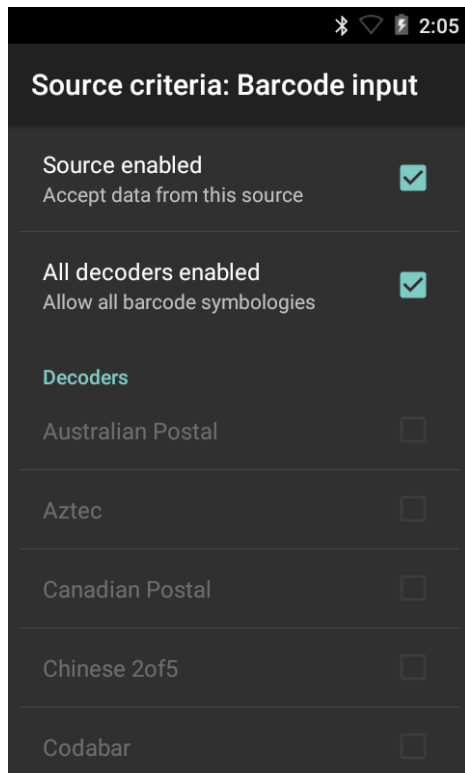 2:05
Source criteria: Barcode input
Source enabled
Accept data from this source
All decoders enabled
Allow all barcode symbologies
Decoders
Australian Postal
Aztec
Canadian Postal
Chinese 2of5
Codabar